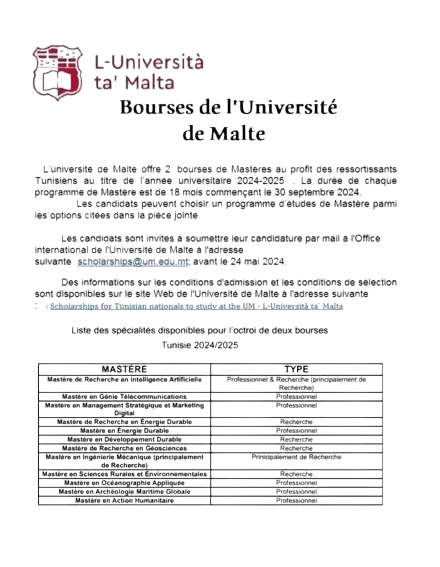 L-Università
ta' Malta
Bourses de l'Université
de Malte
L'universite de Malte offre 2 bourses de Mastères au profit des ressortissants
Tunisiens au titre de l'année universitaire 2024-2025 . La durée de chaque
programme de Mastère est de 18 mois commençant le 30 septembre 2024.
Les candidats peuvent choisir un programme d'études de Mastère parmi
les options citées dans la pièce jointe.
Les candidats sont invités à soumettre leur candidature par mail à l'Office
international de l'Université de Malte à l'adresse
suivante scholarships@um.edu.mt; avant le 24 mai 2024.
Des informations sur les conditions d'admission et les conditions de sélection
sont disponibles sur le site Web de l'Université de Malte à l'adresse suivante
: Scholarships for Tunisian nationals to study at the UM - L-Università ta' Malta
Liste des spécialités disponibles pour l'octroi de deux bourses
Tunisie 2024/2025
MASTÈRE TYPE
Mastère de Recherche en Intelligence Artificielle Professionnel & Recherche (principalement de
Recherche)
Mastère en Génie Télécommunications Professionnel
Mastère en Management Stratégique et Marketing Professionnel
Digital
Mastère de Recherche en Énergie Durable Recherche
Mastère en Énergie Durable Professionnel
Mastère en Développement Durable Recherche
Mastère de Recherche en Géosciences Recherche
Mastère en Ingénierie Mécanique (principalement Prinicipalement de Recherche
de Recherche)
Mastère en Sciences Rurales et Environnementales Recherche
Mastère en Océanographie Appliquée Professionnel
Mastère en Archéologie Maritime Globale Professionnel
Mastère en Action Humanitaire Professionnel